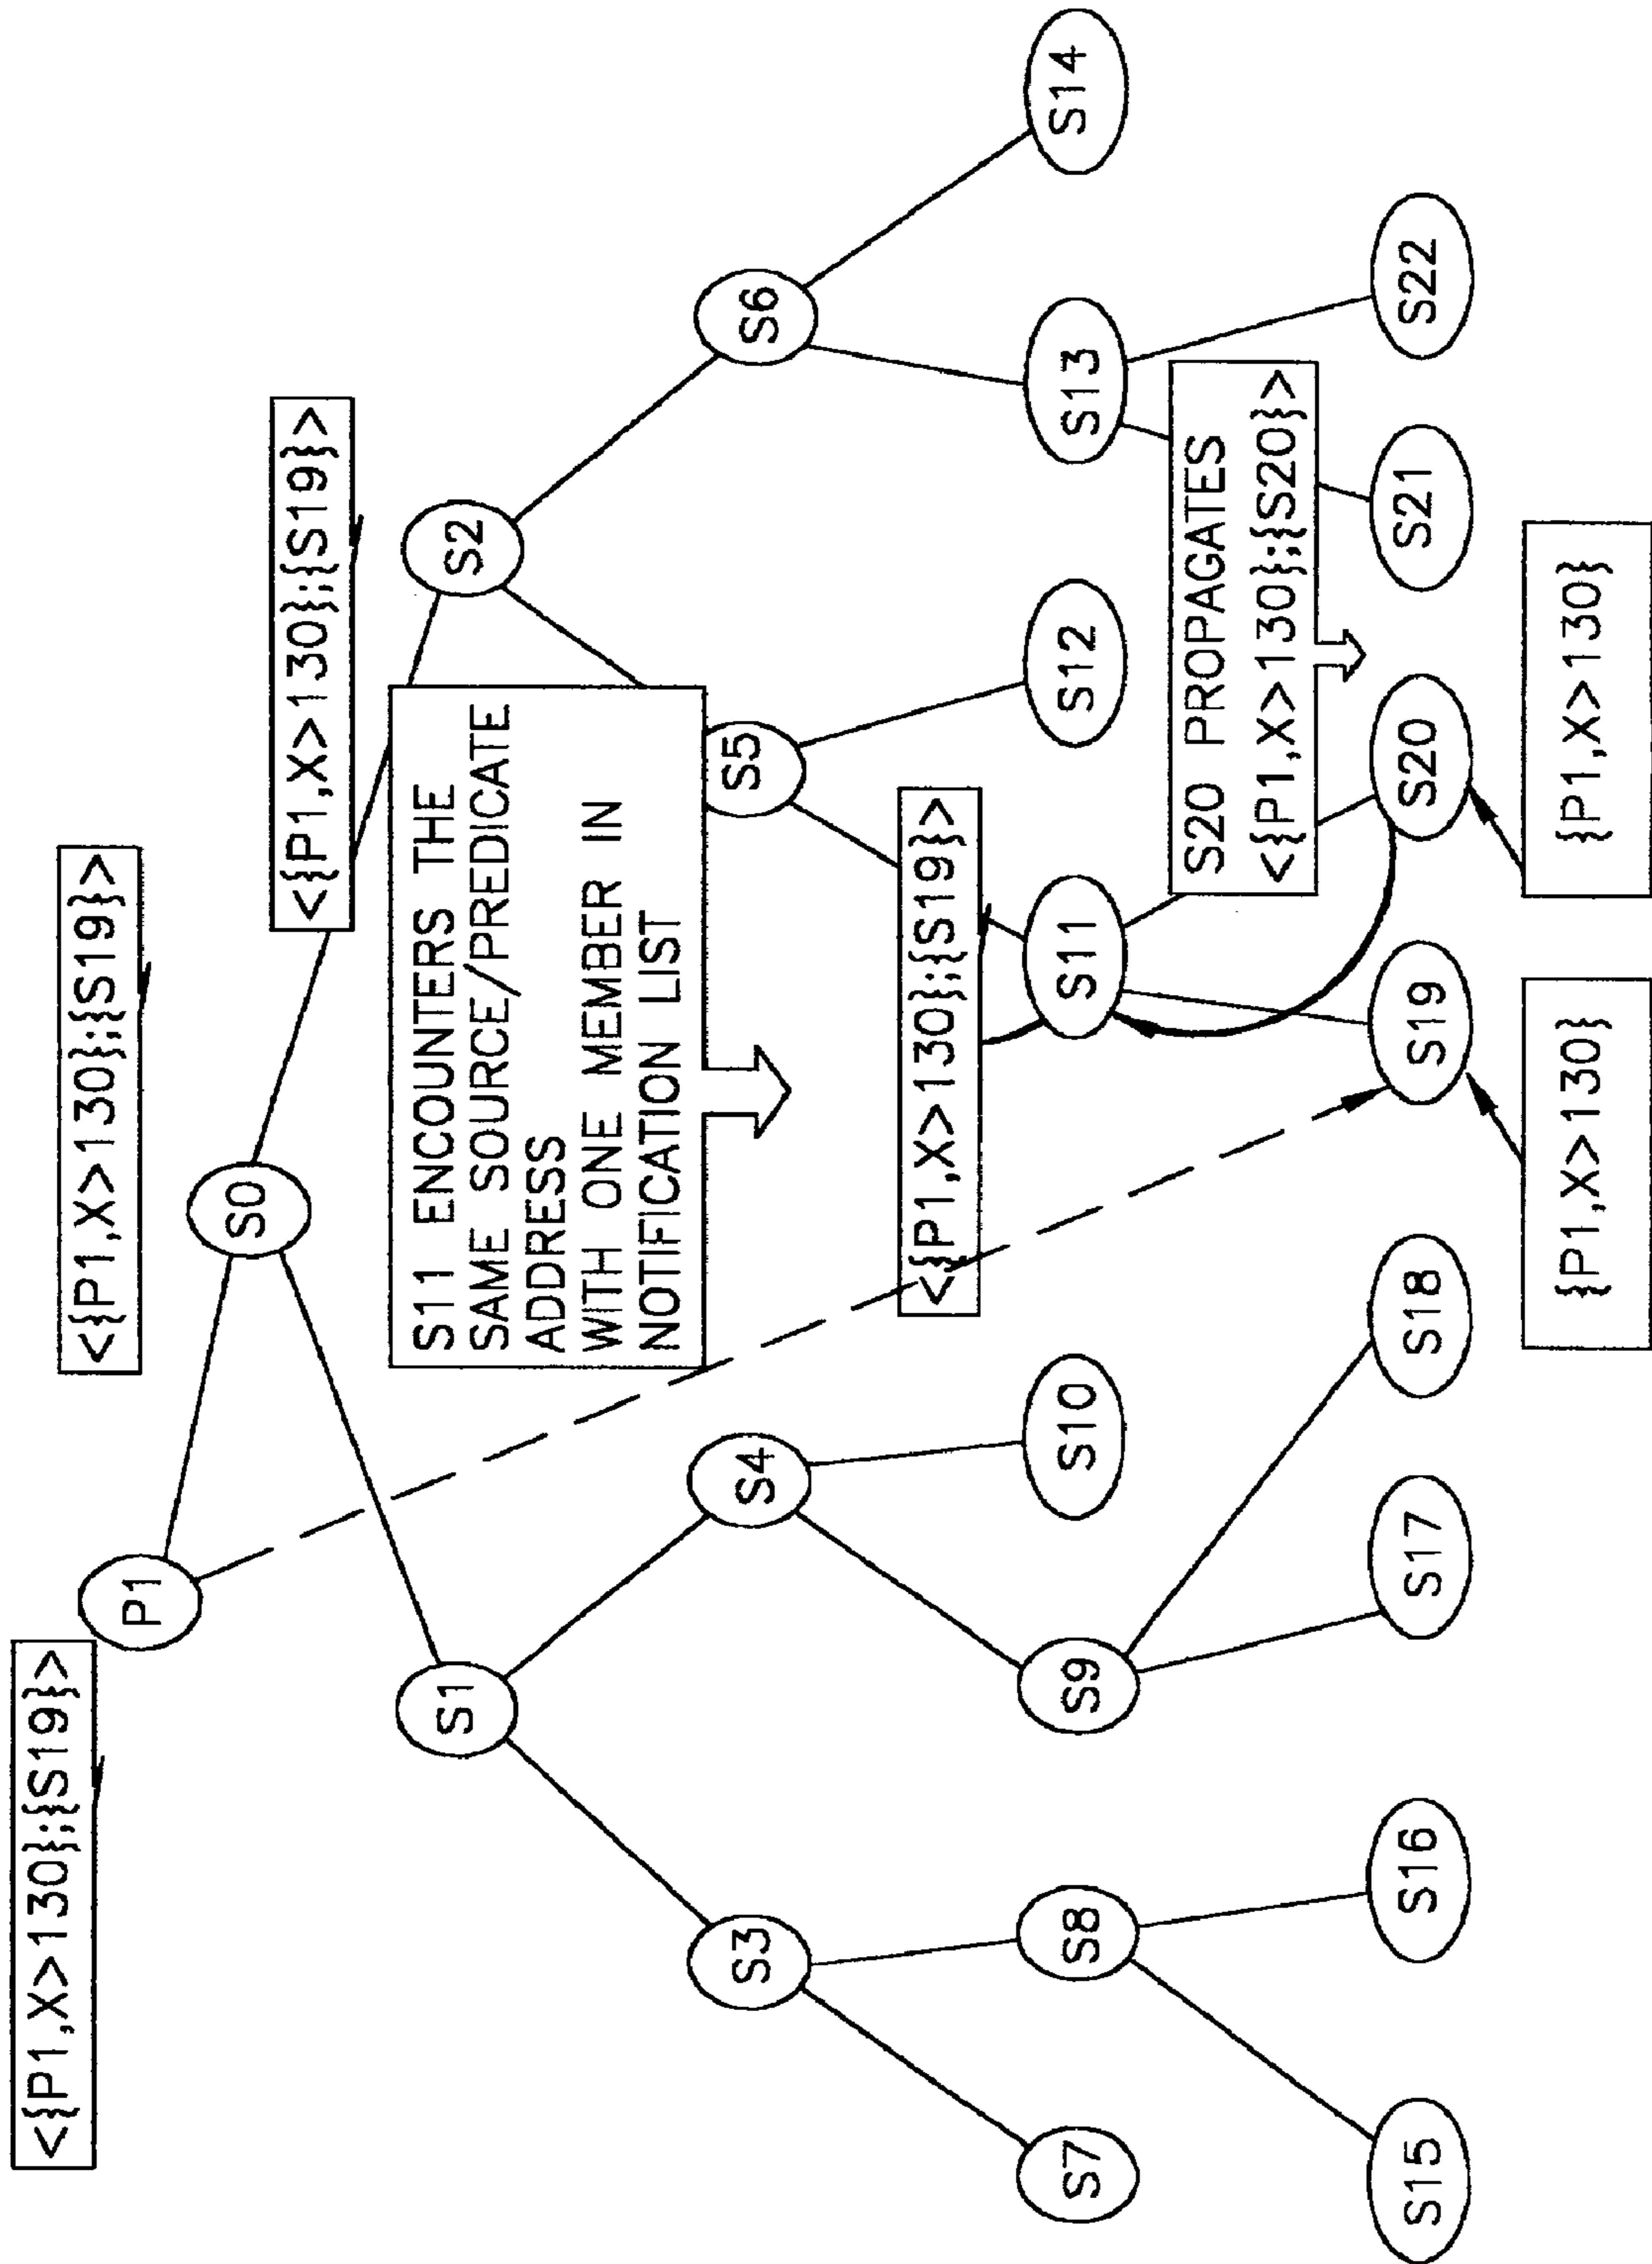 <{P1,X>130};{S19}>
P1
<{P1,X>130};{S19}>
S0
<{P1,X>130};{S19}>
S1
S2
S11 ENCOUNTERS THE
SAME SOURCE/PREDICATE
ADDRESS
WITH ONE MEMBER IN
NOTIFICATION LIST
S3
S4
S5
S6
<{P1,X>130};{S19}>
S7
S8
S9
S10
S11
S12
S13
S14
S20 PROPAGATES
<{P1,X>130};{S20}>
S15
S16
S17
S18
S19
S20
S21
S22
{P1,X>130}
{P1,X>130}